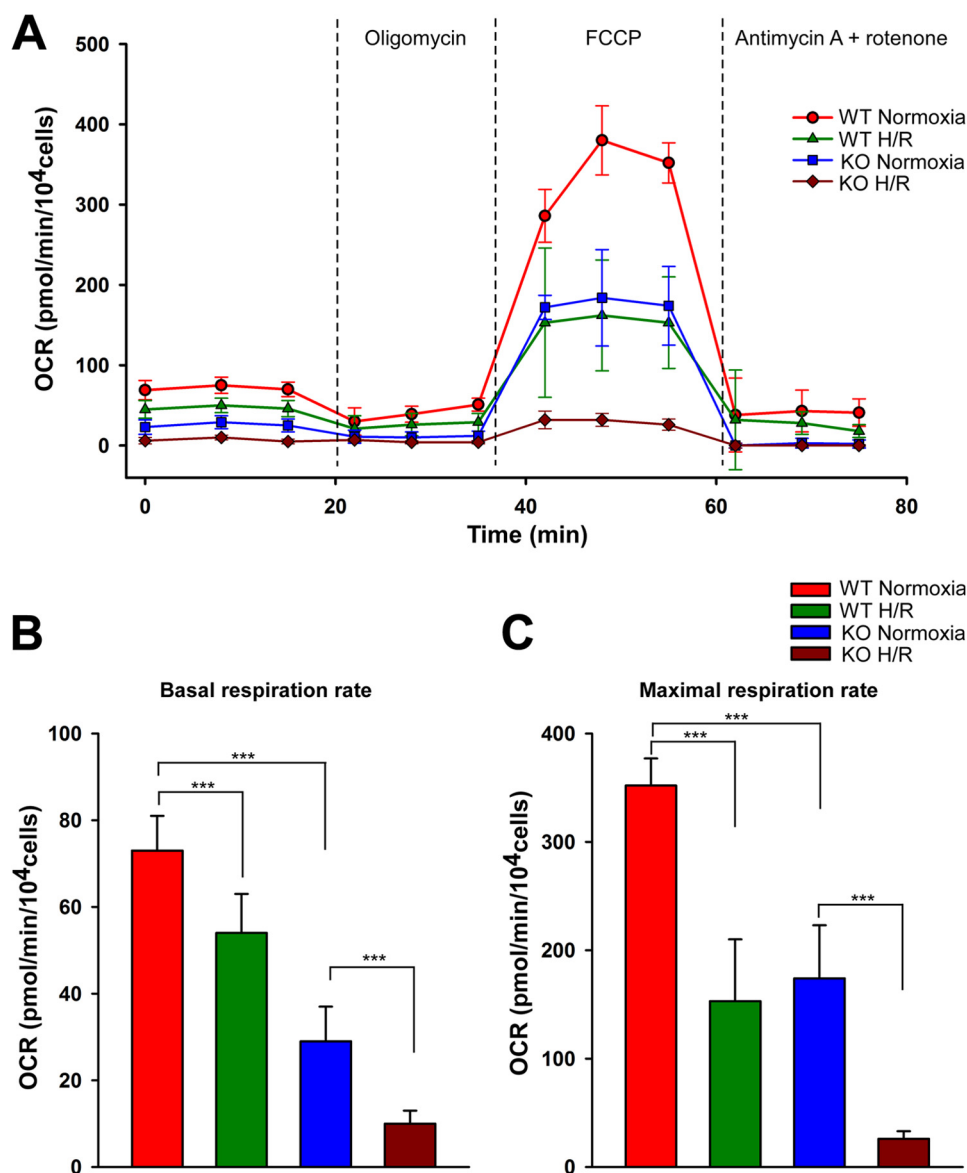 A
Oligomycin
FCCP
Antimycin A + rotenone
500
400
300
200
100
0
OCR (pmol/min/10⁴cells)
WT Normoxia
WT H/R
KO Normoxia
KO H/R
0 20 40 60 80
Time (min)
WT Normoxia
WT H/R
KO Normoxia
KO H/R
B
Basal respiration rate
100
80
60
40
20
0
OCR (pmol/min/10⁴cells)
***
***
***
C
Maximal respiration rate
400
300
200
100
0
OCR (pmol/min/10⁴cells)
***
***
***